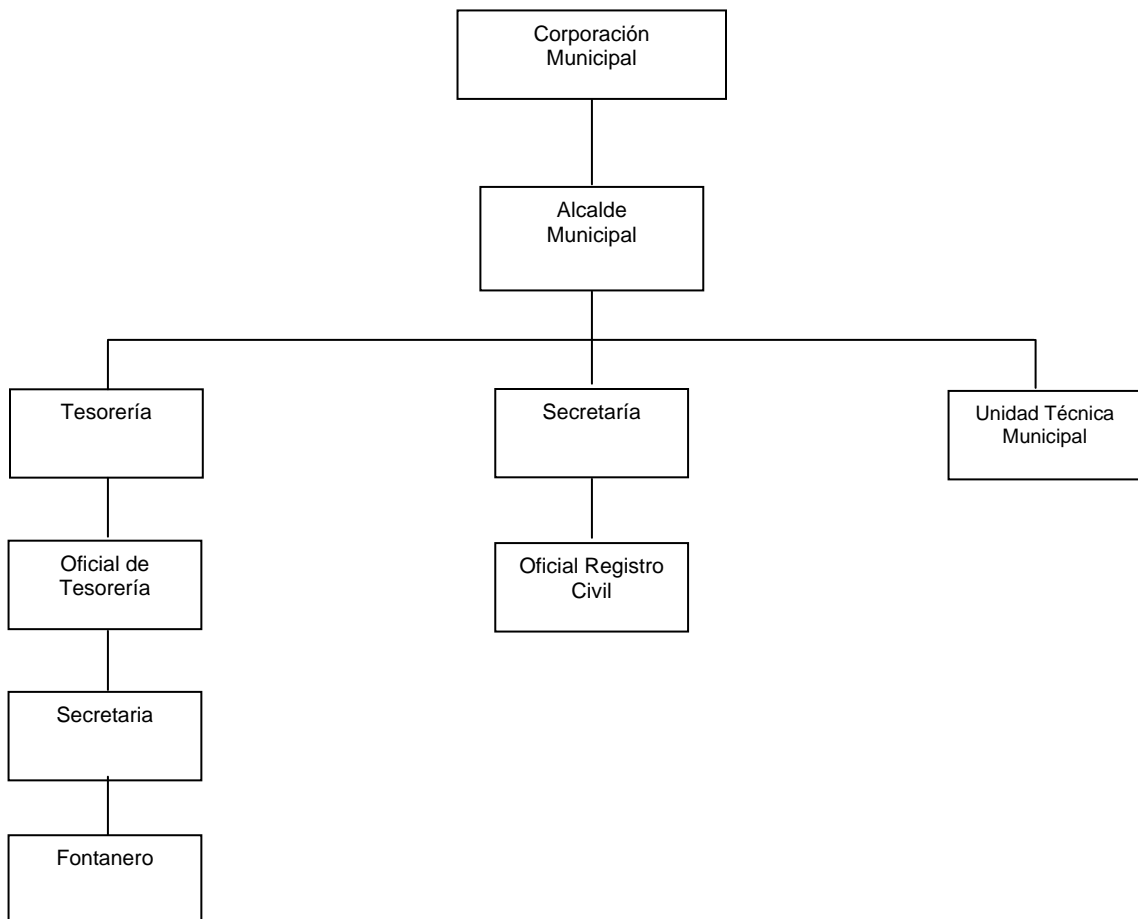 Corporación
Municipal
Alcalde
Municipal
Tesorería
Secretaría
Unidad Técnica
Municipal
Oficial de
Tesorería
Oficial Registro
Civil
Secretaria
Fontanero